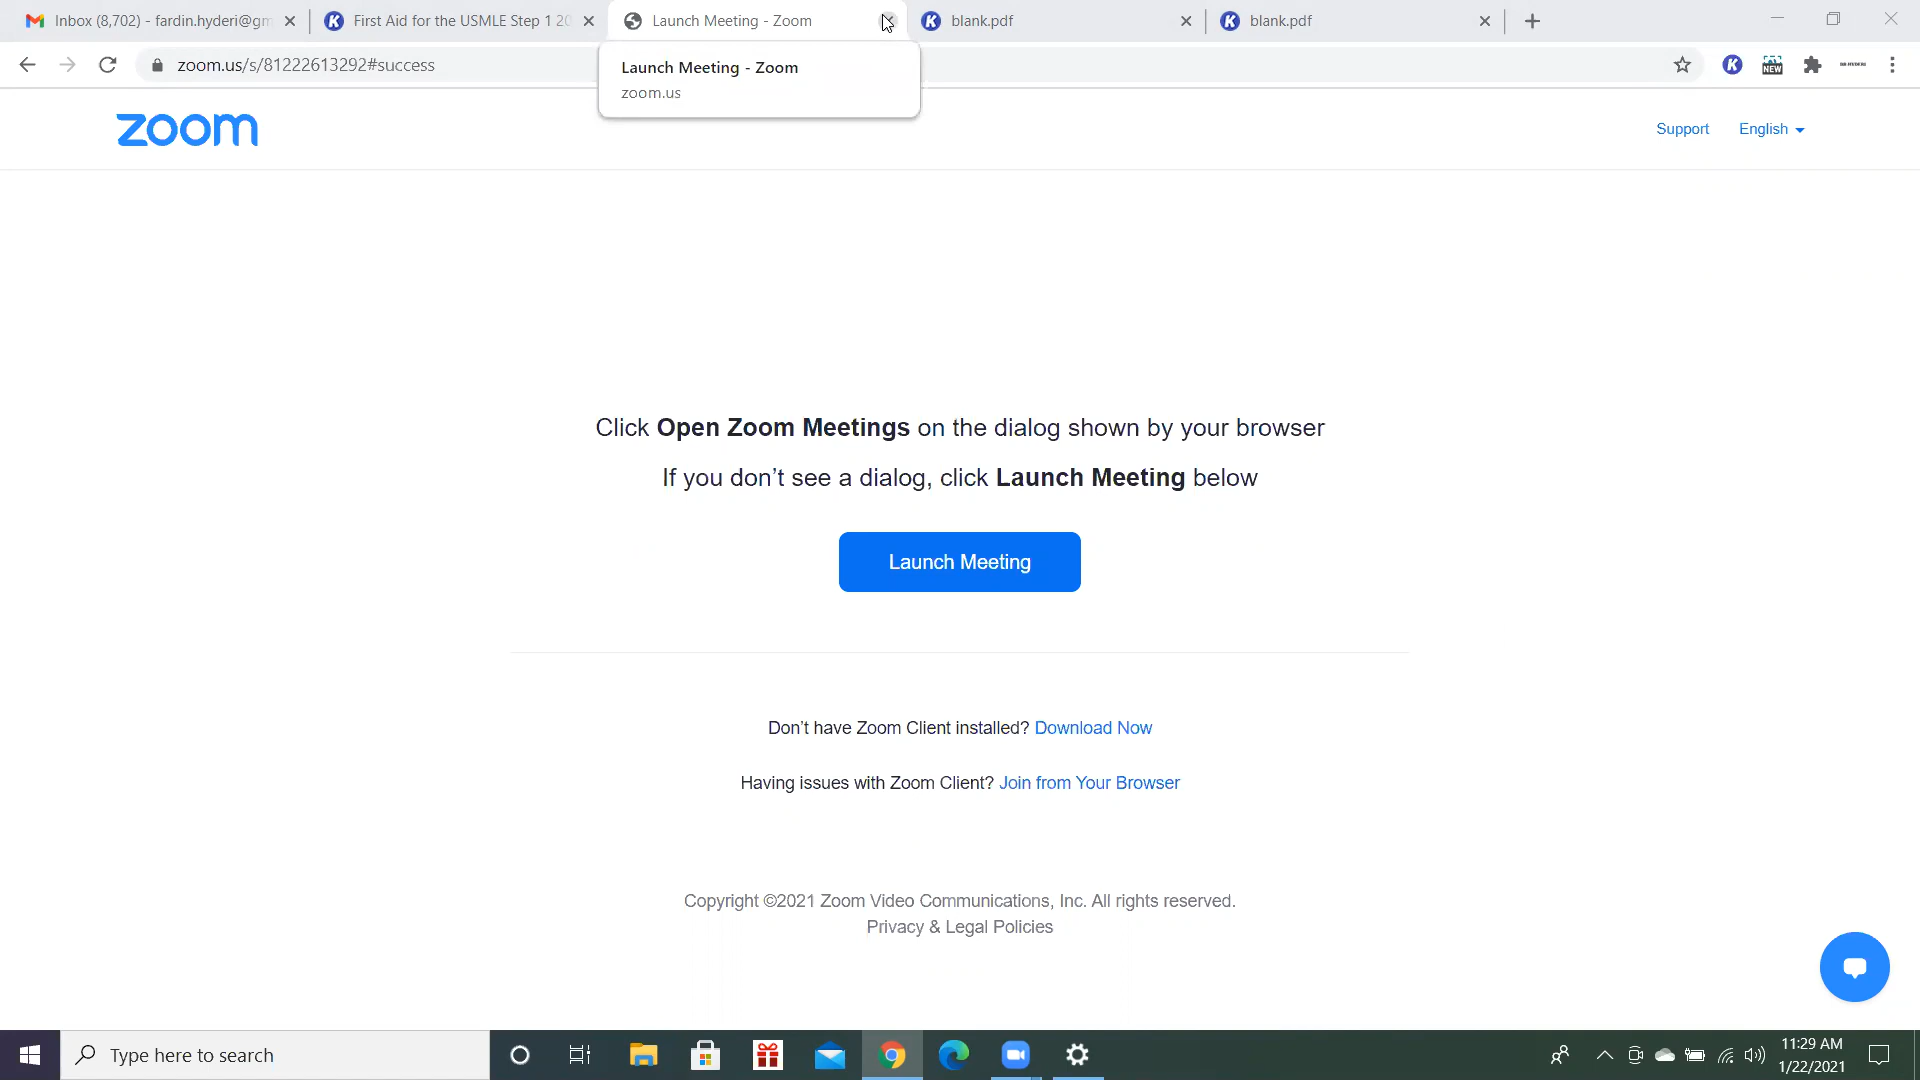 Inbox (8,702) - fardin.hyderi@gm
First Aid for the USMLE Step 1 20
Launch Meeting - Zoom
blank.pdf
blank.pdf
zoom.us/s/81222613292#success
NEW
Launch Meeting - Zoom
zoom.us
zoom
Support
English
Click Open Zoom Meetings on the dialog shown by your browser
If you don’t see a dialog, click Launch Meeting below
Launch Meeting
Don’t have Zoom Client installed? Download Now
Having issues with Zoom Client? Join from Your Browser
Copyright ©2021 Zoom Video Communications, Inc. All rights reserved.
Privacy & Legal Policies
Type here to search
11:29 AM
1/22/2021